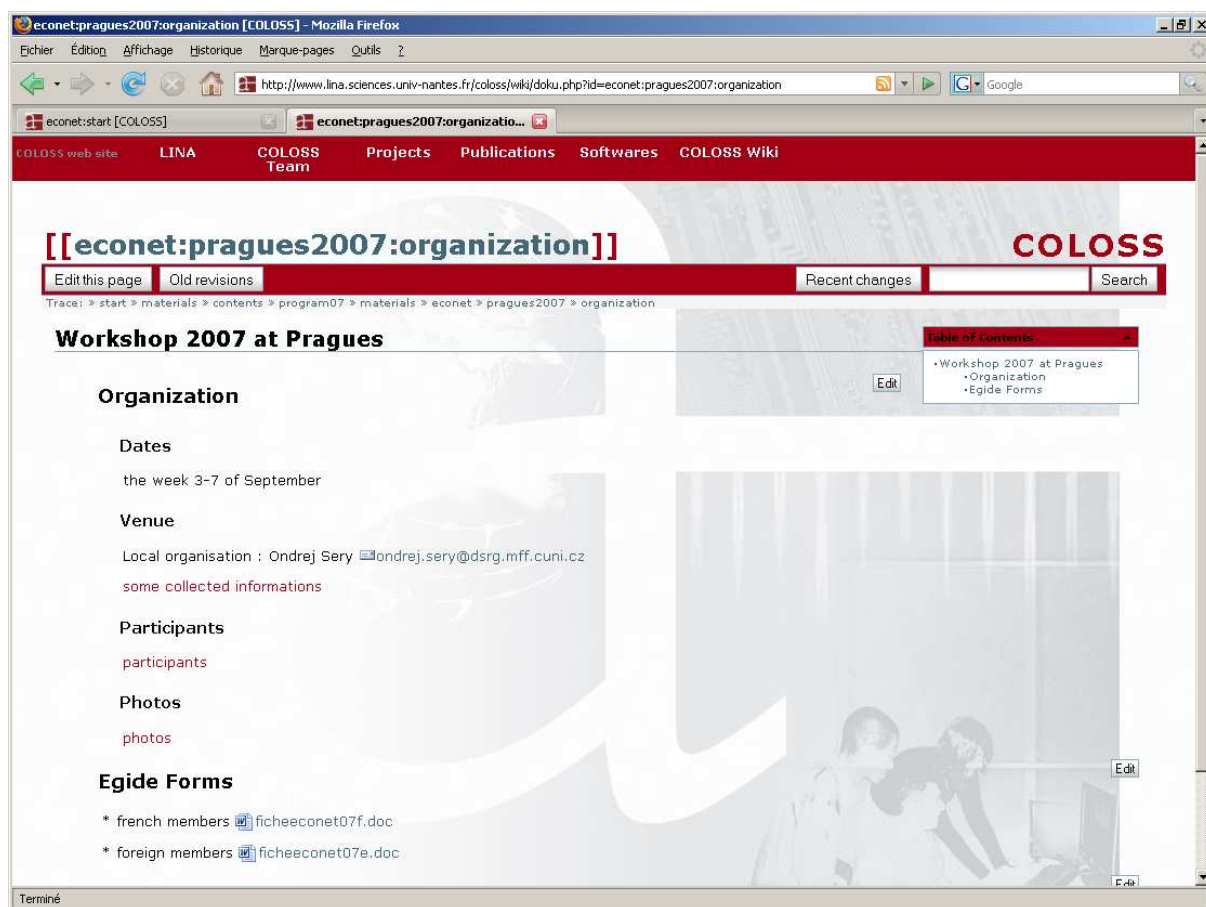 econet:pragues2007:organization [COLOSS] - Mozilla Firefox
Fichier Édition Affichage Historique Marque-pages Outils ?
http://www.lina.sciences.univ-nantes.fr/coloss/wiki/doku.php?id=econet:pragues2007:organization
G Google
econet:start [COLOSS] econet:pragues2007:organizatio...
COLOSS web site LINA COLOSS Team Projects Publications Softwares COLOSS Wiki
[[econet:pragues2007:organization]] COLOSS
Edit this page Old revisions Recent changes Search
Trace: » start » materials » contents » program07 » materials » econet » pragues2007 » organization
Workshop 2007 at Pragues
Table of Contents
•Workshop 2007 at Pragues
•Organization
•Egide Forms
Edit
Organization
Dates
the week 3-7 of September
Venue
Local organisation : Ondrej Sery ondrej.sery@dsrg.mff.cuni.cz
some collected informations
Participants
participants
Photos
photos
Edit
Egide Forms
* french members ficheeconet07f.doc
* foreign members ficheeconet07e.doc
Edit
Terminé